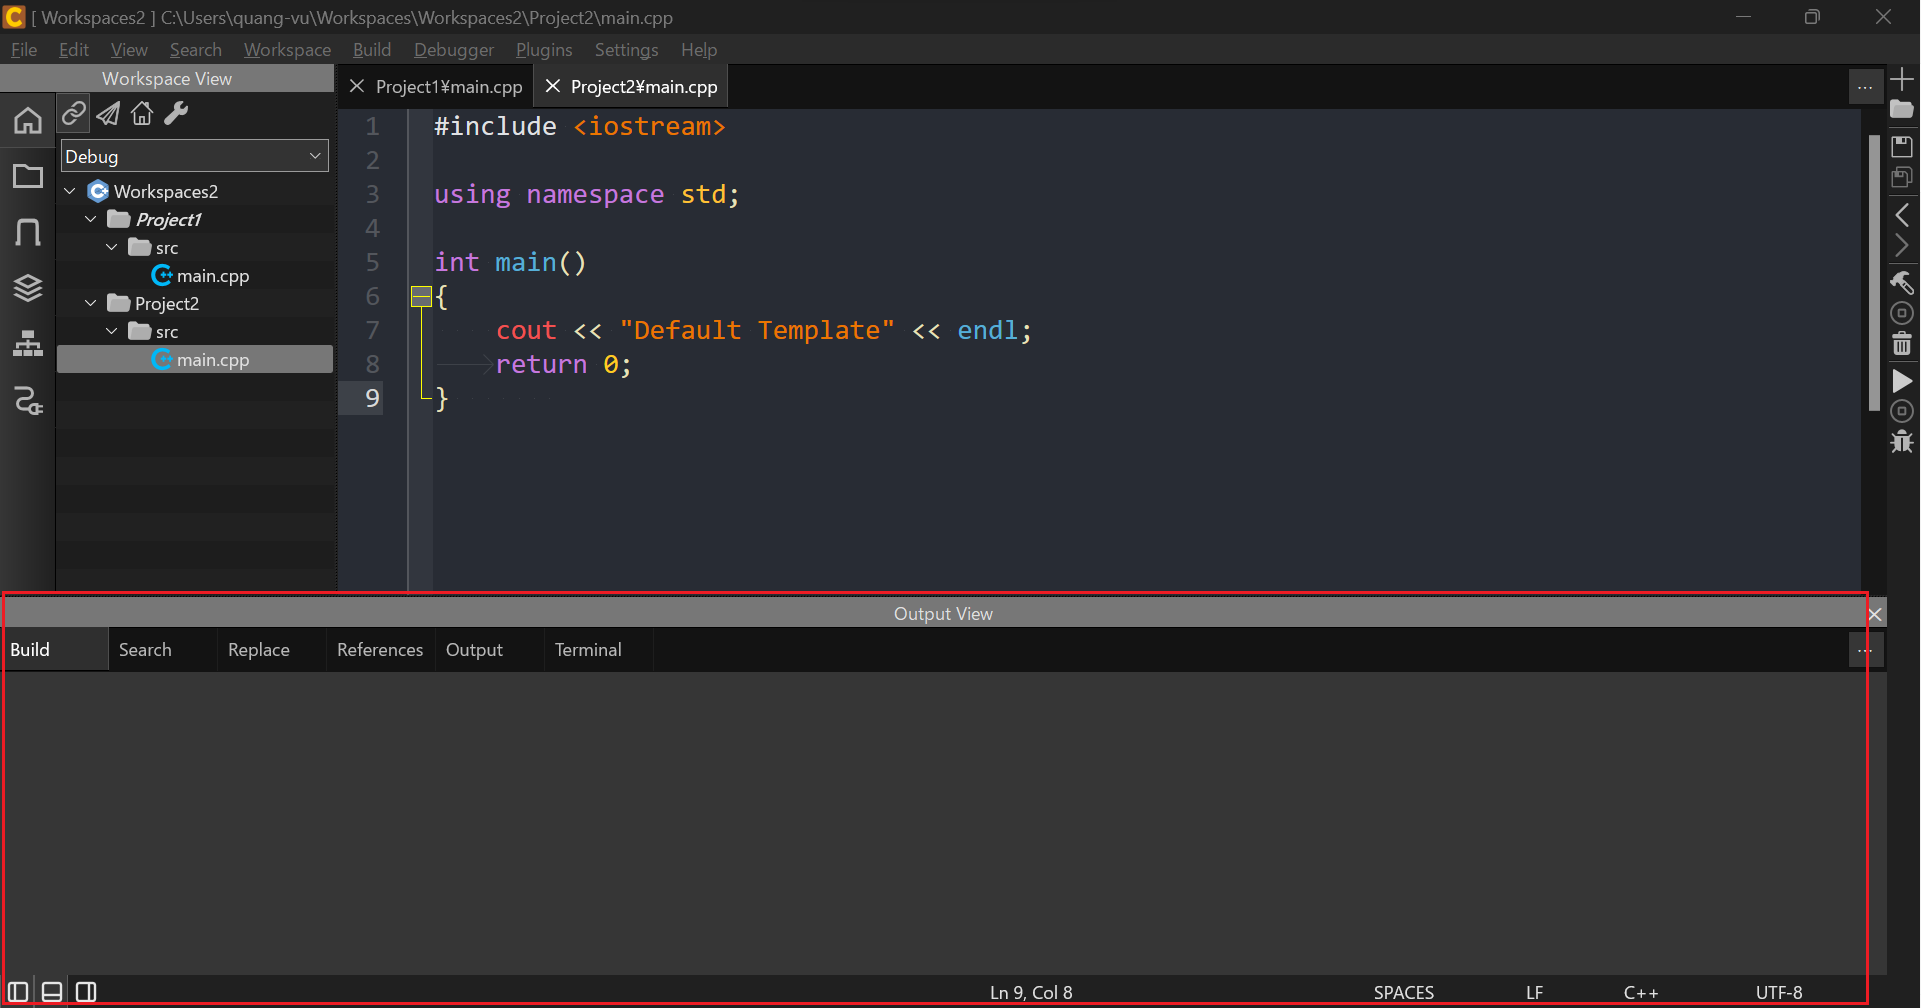 [ Workspaces2 ] C:\Users\quang-vu\Workspaces\Workspaces2\Project2\main.cpp
File Edit View Search Workspace Build Debugger Plugins Settings Help
Workspace View
Debug
Workspaces2
Project1
src
main.cpp
Project2
src
main.cpp
Project1¥main.cpp Project2¥main.cpp ...
1 #include <iostream>
2
3 using namespace std;
4
5 int main()
6 {
7 cout << "Default Template" << endl;
8 return 0;
9 }
Output View
Build Search Replace References Output Terminal ...
Ln 9, Col 8 SPACES LF C++ UTF-8